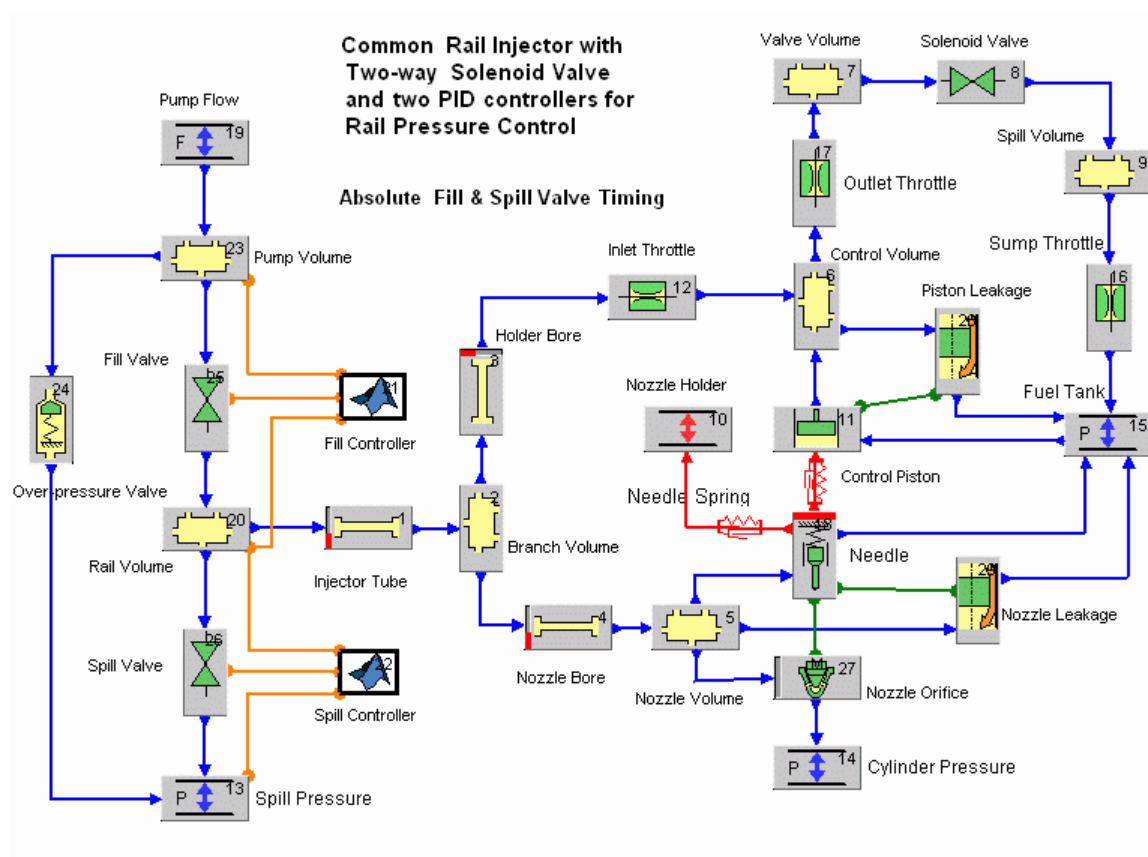 Common Rail Injector with
Two-way Solenoid Valve
and two PID controllers for
Rail Pressure Control
Absolute Fill & Spill Valve Timing
Pump Flow
F 19
23
Pump Volume
Fill Valve
25
24
21
Fill Controller
Over-pressure Valve
20
Rail Volume
1
Injector Tube
Spill Valve
26
Spill Controller
P 13
Spill Pressure
Holder Bore
3
2
Branch Volume
4
Nozzle Bore
Inlet Throttle
12
Nozzle Holder
10
Needle Spring
5
Nozzle Volume
Valve Volume
7
Solenoid Valve
8
Spill Volume
9
17
Outlet Throttle
Control Volume
6
Sump Throttle
16
Piston Leakage
Fuel Tank
P 15
11
Control Piston
Needle
Nozzle Leakage
M
27
Nozzle Orifice
P 14
Cylinder Pressure